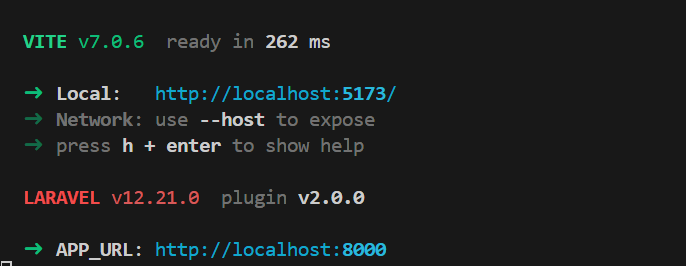 VITE v7.0.6  ready in 262 ms
➜ Local:   http://localhost:5173/
➜ Network: use --host to expose
➜ press h + enter to show help
LARAVEL v12.21.0  plugin v2.0.0
➜ APP_URL: http://localhost:8000